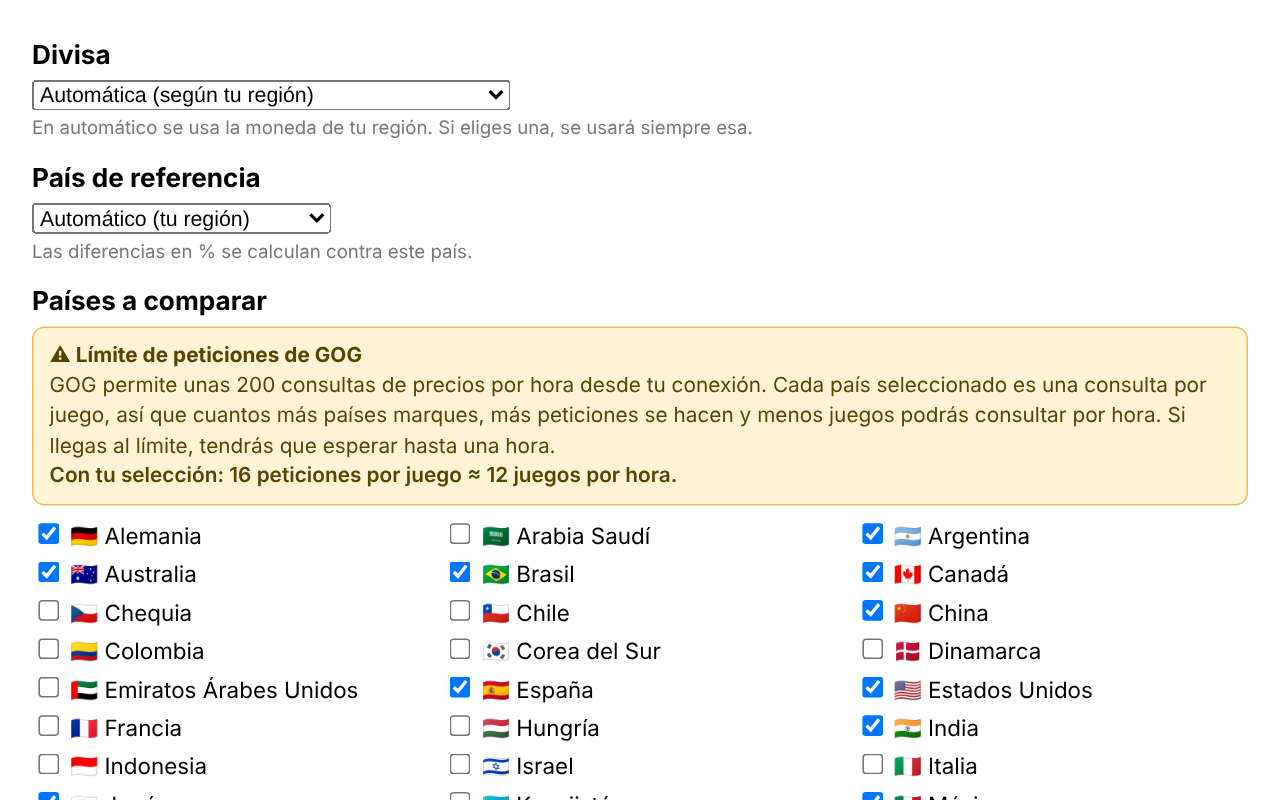 Divisa
Automática (según tu región)
En automático se usa la moneda de tu región. Si eliges una, se usará siempre esa.
País de referencia
Automático (tu región)
Las diferencias en % se calculan contra este país.
Países a comparar
⚠ Límite de peticiones de GOG
GOG permite unas 200 consultas de precios por hora desde tu conexión. Cada país seleccionado es una consulta por
juego, así que cuantos más países marques, más peticiones se hacen y menos juegos podrás consultar por hora. Si
llegas al límite, tendrás que esperar hasta una hora.
Con tu selección: 16 peticiones por juego ≈ 12 juegos por hora.
Alemania Arabia Saudí Argentina
Australia Brasil Canadá
Chequia Chile China
Colombia Corea del Sur Dinamarca
Emiratos Árabes Unidos España Estados Unidos
Francia Hungría India
Indonesia Israel Italia